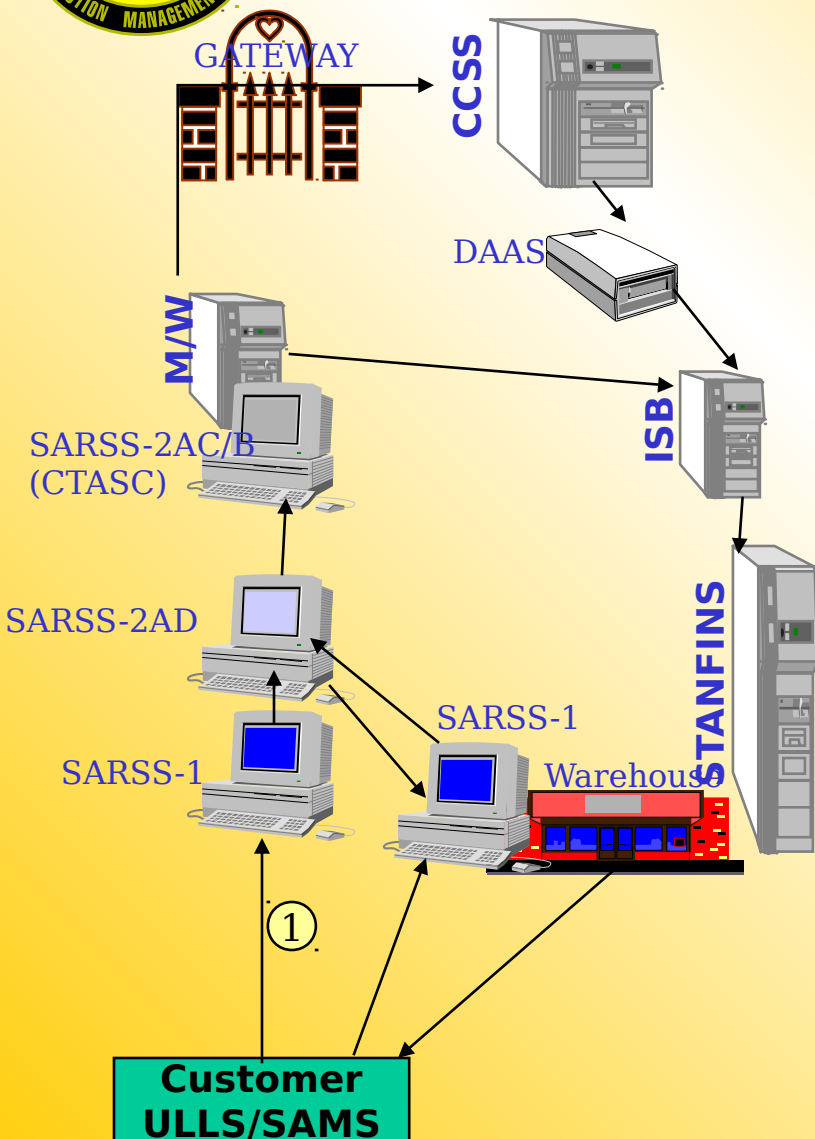 TION MANAGEMENT
GATEWAY
CCSS
DAAS
M/W
ISB
SARSS-2AC/B
(CTASC)
STANFINS
SARSS-2AD
SARSS-1
SARSS-1
Warehouse
1
Customer
ULLS/SAMS